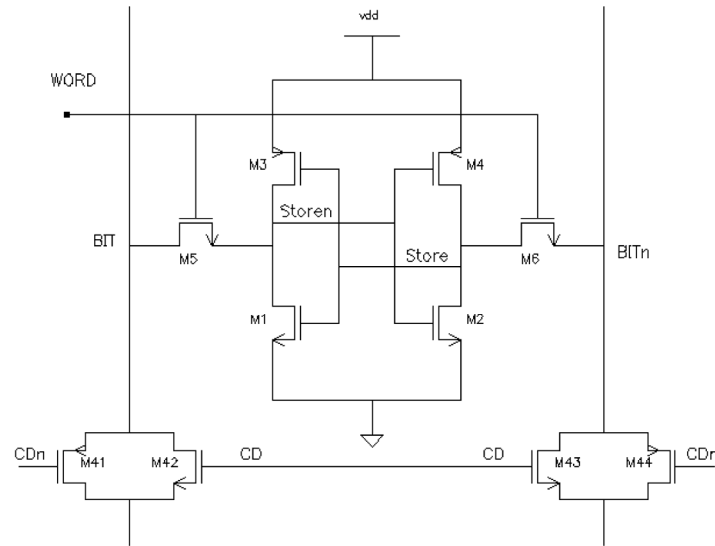 vdd
WORD
M3
M4
Storen
BIT
M5
Store
M6
BITn
M1
M2
CDn
M41
M42
CD
CD
M43
M44
CDn